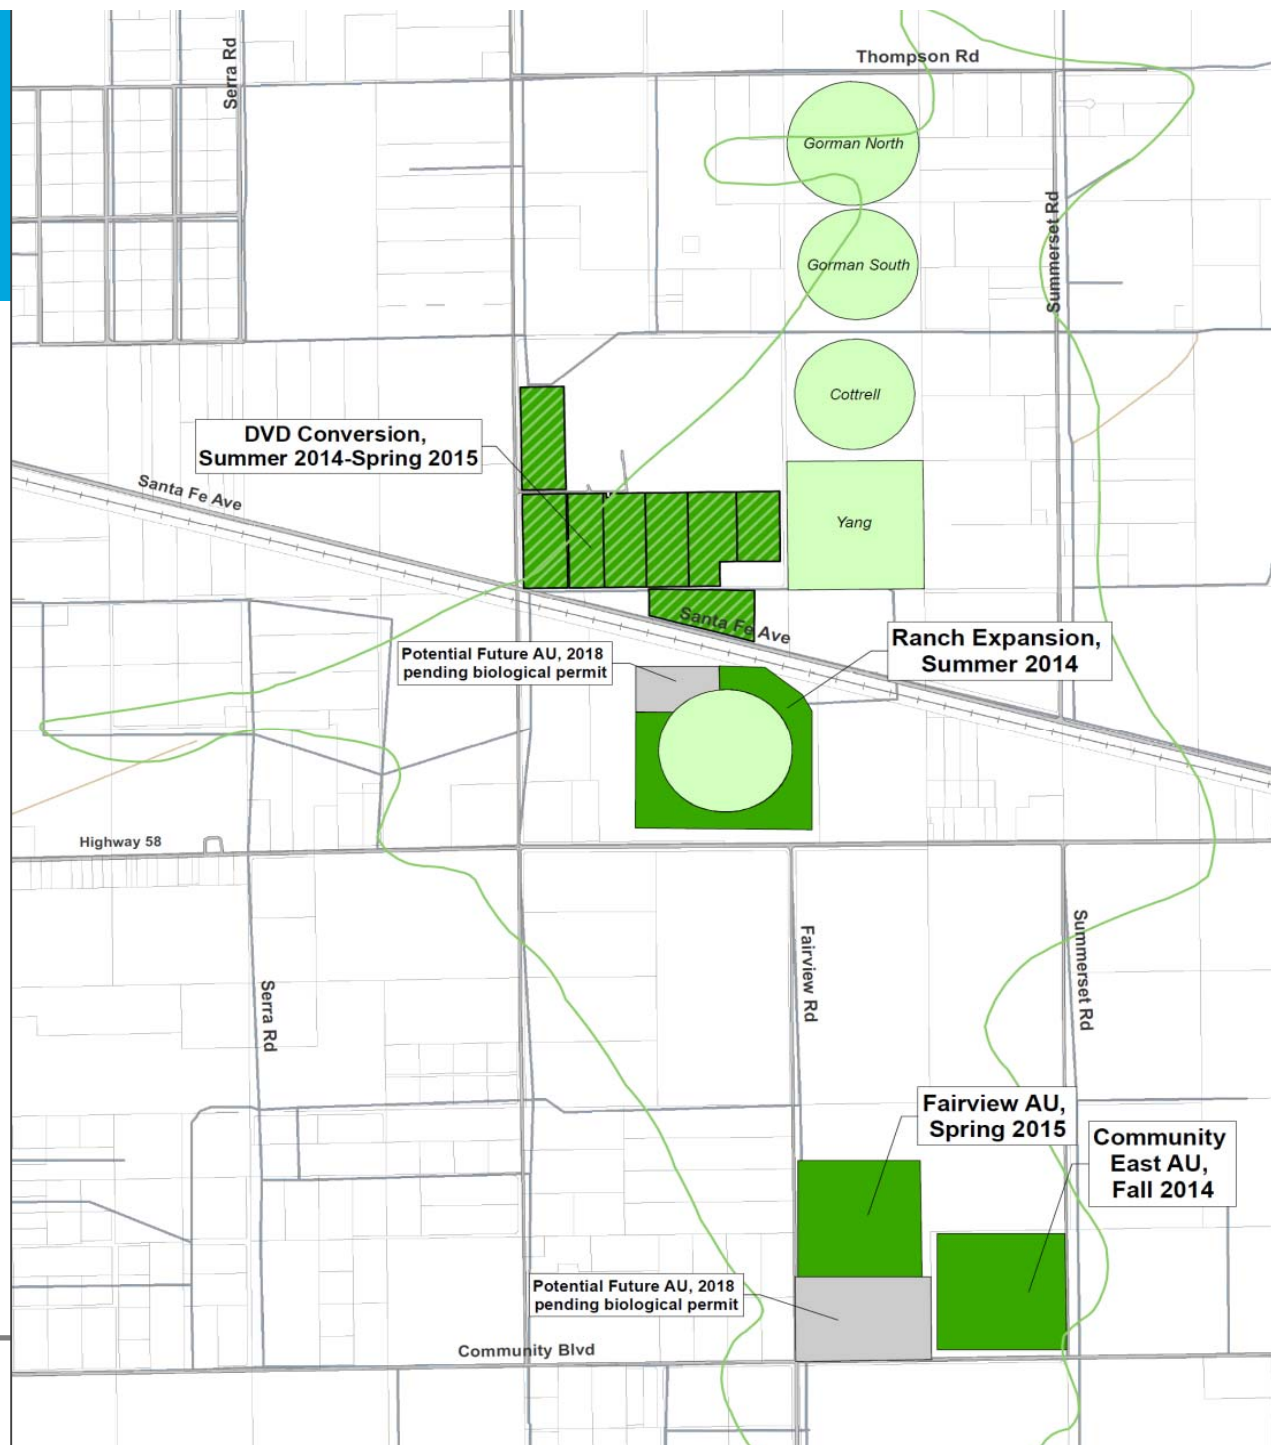 Serra Rd
Thompson Rd
Gorman North
Summerset Rd
Gorman South
Cottrell
DVD Conversion,
Summer 2014-Spring 2015
Santa Fe Ave
Yang
Santa Fe Ave
Ranch Expansion,
Summer 2014
Potential Future AU, 2018
pending biological permit
Highway 58
Fairview Rd
Summerset Rd
Serra Rd
Fairview AU,
Spring 2015
Community
East AU,
Fall 2014
Potential Future AU, 2018
pending biological permit
Community Blvd